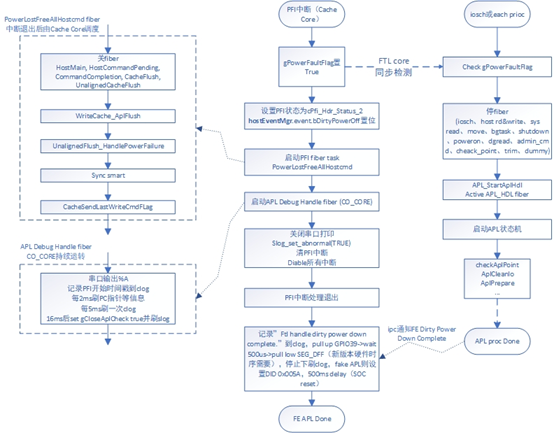 PowerLostFreeAllHostcmd fiber
中断退出后由Cache Core调度
关fiber
HostMain, HostCommandPending,
CommandCompletion, CacheFlush,
UnalignedCacheFlush
WriteCache_AplFlush
UnalignedFlush_HandlePowerFailure
Sync smart
CacheSendLastWriteCmdFLag
APL Debug Handle fiber
CO_CORE持续运转
串口输出%A
记录PFI开始时间戳到clog
每2ms刷PC指针等信息
每5ms刷一次clog
16ms后set gCloseAplCheck true并刷slog
PFI中断（Cache
Core）
gPowerFaultFlag置
True
设置PFI状态为cPfi_Hdr_Status_2
hostEventMgr.event.bDirtyPowerOff置位
启动PFI fiber task
PowerLostFreeAllHostcmd
启动APL Debug Handle fiber (CO_CORE)
关闭串口打印
Slog_set_abnormal(TRUE)
清PFI中断
Diable所有中断
PFI中断处理退出
记录”Ftl handle dirty power down
complete.”到clog，pull up GPIO39->wait
500us->pull low SEG_DFF（新版本硬件时
序需要），停止下刷clog，fake APL则设
置DID 0x005A，500ms delay（SOC
reset）
FE APL Done
FTL core
同步检测
ipc通知FE Dirty Power
Down Complete
iosch或each prioc
Check gPowerFaultFlag
停fiber
(iosch、host rd&write、sys
read、move、bgtask、shutdown
、poweron、dgread、admin_cm
d、check_point、trim、dummy)
APL_StartAplHdl
Active APL_HDL fiber
启动APL状态机
checkAplPoint
AplCleanIo
AplPrepare
...
APL proc Done